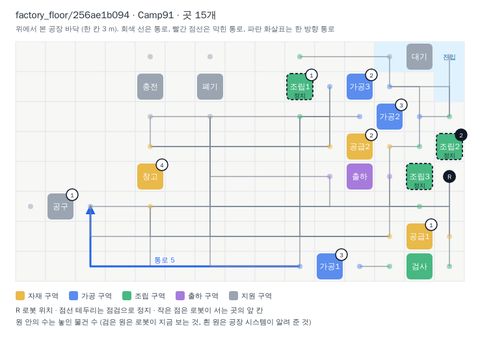 factory_floor/256ae1b094 · Camp91 · 곳 15개
위에서 본 공장 바닥 (한 칸 3 m). 회색 선은 통로, 빨간 점선은 막힌 통로, 파란 화살표는 한 방향 통로
대기
진입
충전
폐기
조립1
정지
1
가공3
2
가공2
3
공급2
2
조립2
정지
2
창고
4
출하
조립3
정지
R
공구
1
공급1
1
통로 5
가공1
3
검사
자재 구역
가공 구역
조립 구역
출하 구역
지원 구역
R 로봇 위치 · 점선 테두리는 점검으로 정지 · 작은 점은 로봇이 서는 곳의 앞 칸
원 안의 수는 놓인 물건 수 (검은 원은 로봇이 지금 보는 것, 흰 원은 공장 시스템이 알려 준 것)